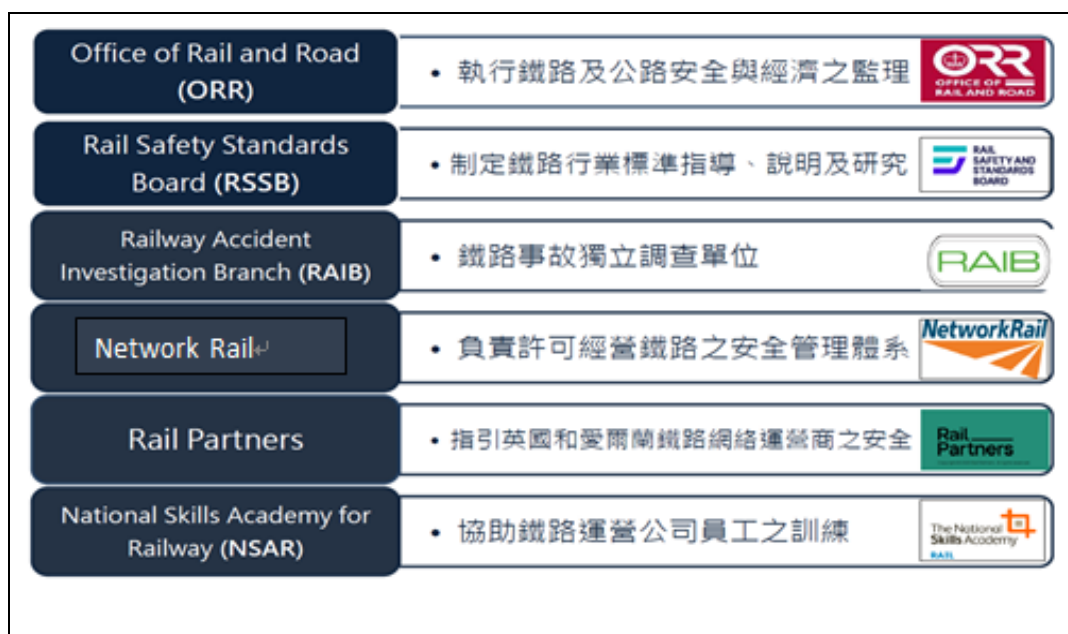 Office of Rail and Road
(ORR)
• 執行鐵路及公路安全與經濟之監理
ORR
OFFICE OF
RAIL AND ROAD
Rail Safety Standards
Board (RSSB)
• 制定鐵路行業標準指導、說明及研究
RAIL
SAFETY AND
STANDARDS
BOARD
Railway Accident
Investigation Branch (RAIB)
• 鐵路事故獨立調查單位
RAIB
Network Rail↵
• 負責許可經營鐵路之安全管理體系
NetworkRail
Rail Partners
• 指引英國和愛爾蘭鐵路網絡運營商之安全
Rail
Partners
National Skills Academy for
Railway (NSAR)
• 協助鐵路運營公司員工之訓練
The National
Skills Academy
RAIL